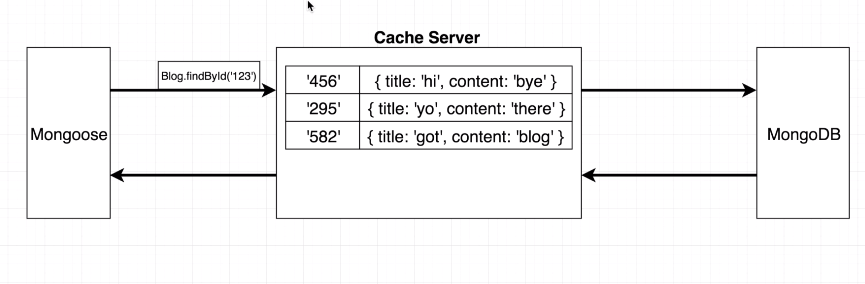 Cache Server
Blog.findById('123')
'456' { title: 'hi', content: 'bye' }
'295' { title: 'yo', content: 'there' }
'582' { title: 'got', content: 'blog' }
Mongoose
MongoDB